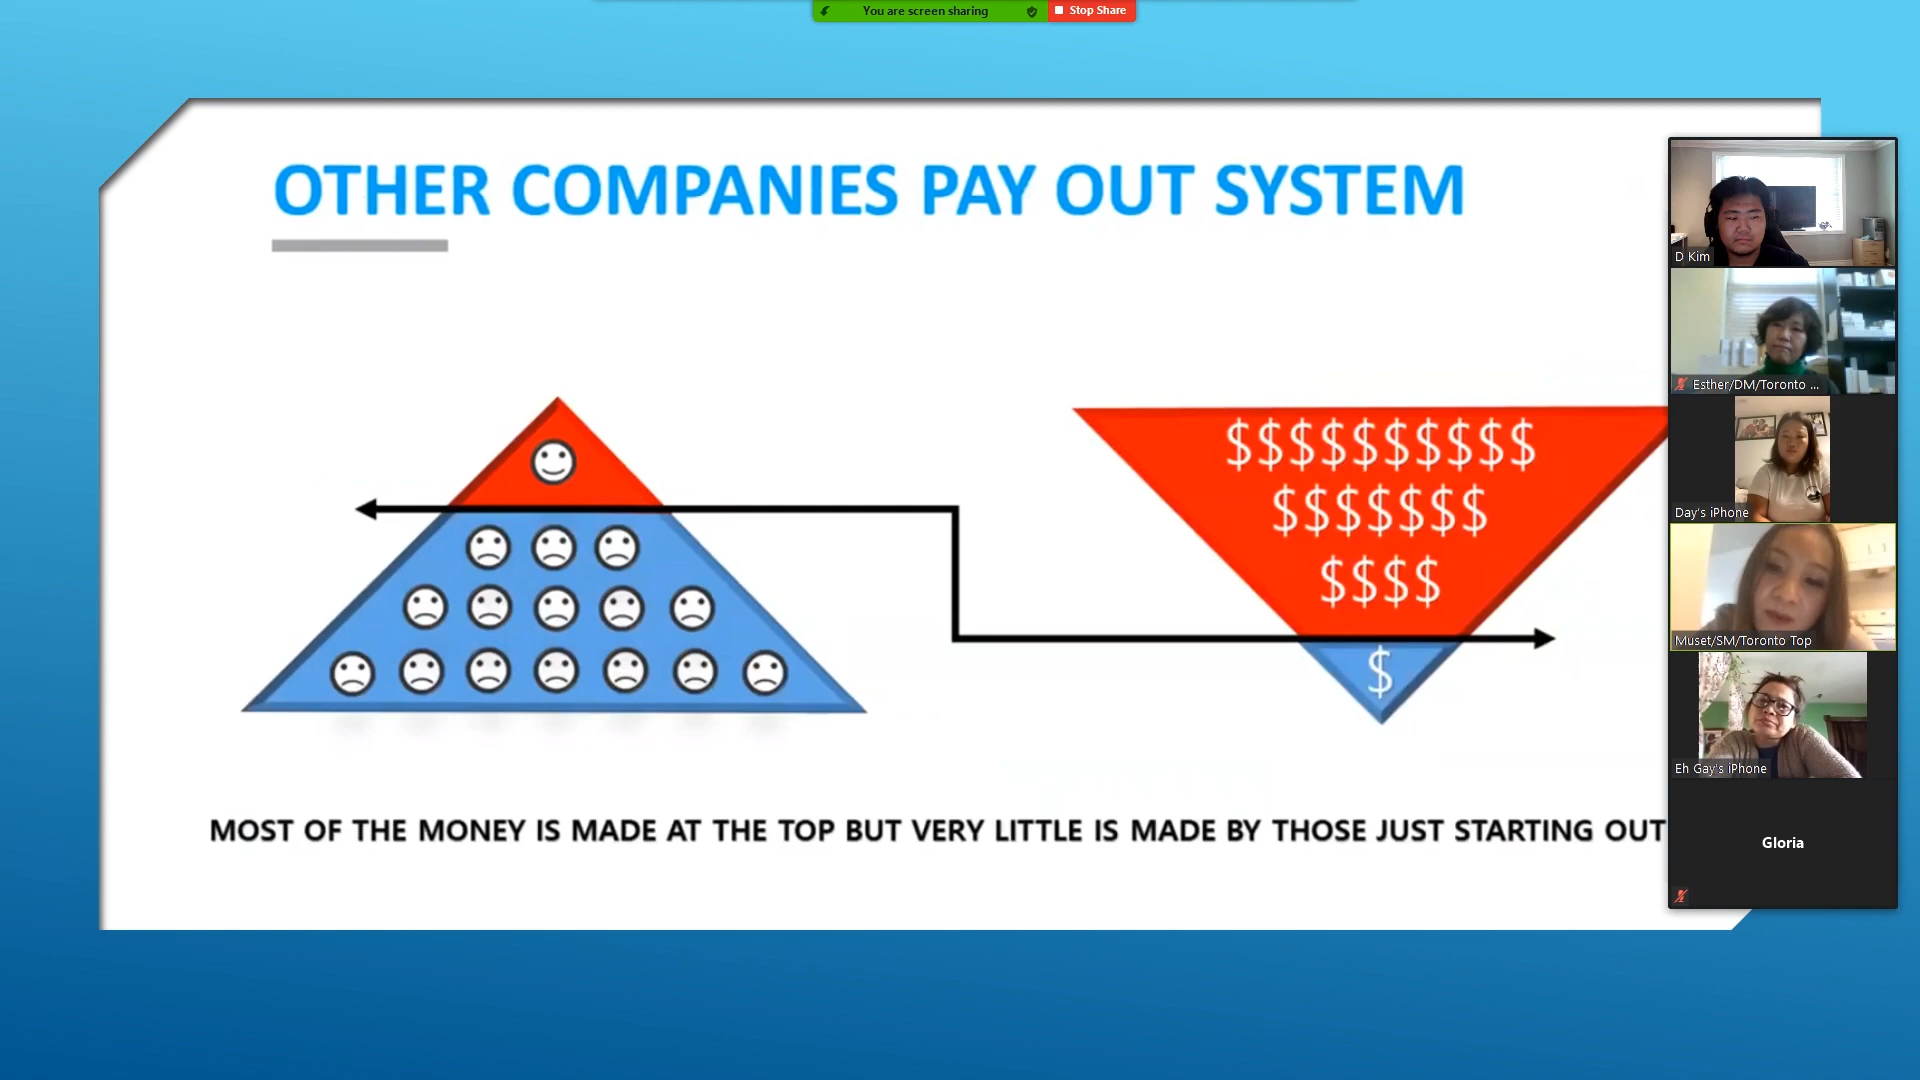 You are screen sharing
Stop Share
OTHER COMPANIES PAY OUT SYSTEM
$$$$$$$$$$
$$$$$$$
$$$$
$
MOST OF THE MONEY IS MADE AT THE TOP BUT VERY LITTLE IS MADE BY THOSE JUST STARTING OUT
D Kim
Esther/DM/Toronto ...
Day's iPhone
Muset/SM/Toronto Top
Eh Gay's iPhone
Gloria